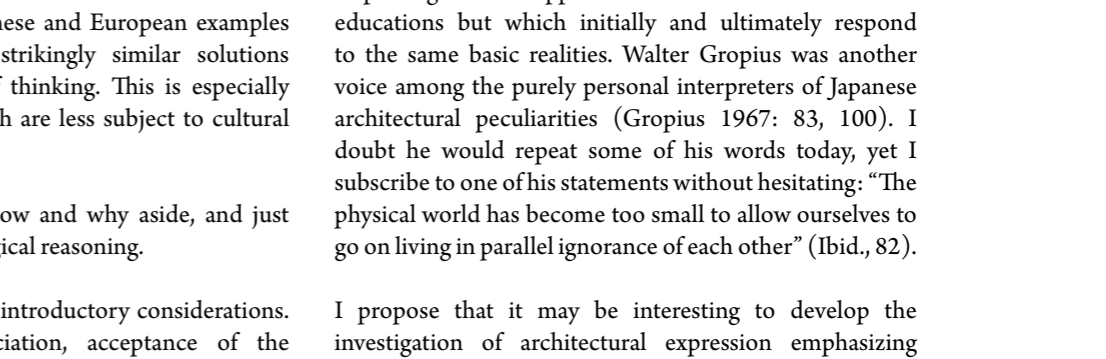 and European examples
strikingly similar solutions
thinking. This is especially
are less subject to cultural
and why aside, and just
reasoning.
introductory considerations.
acceptance of the
educations but which initially and ultimately respond
to the same basic realities. Walter Gropius was another
voice among the purely personal interpreters of Japanese
architectural peculiarities (Gropius 1967: 83, 100). I
doubt he would repeat some of his words today, yet I
subscribe to one of his statements without hesitating: “The
physical world has become too small to allow ourselves to
go on living in parallel ignorance of each other” (Ibid., 82).
I propose that it may be interesting to develop the
investigation of architectural expression emphasizing